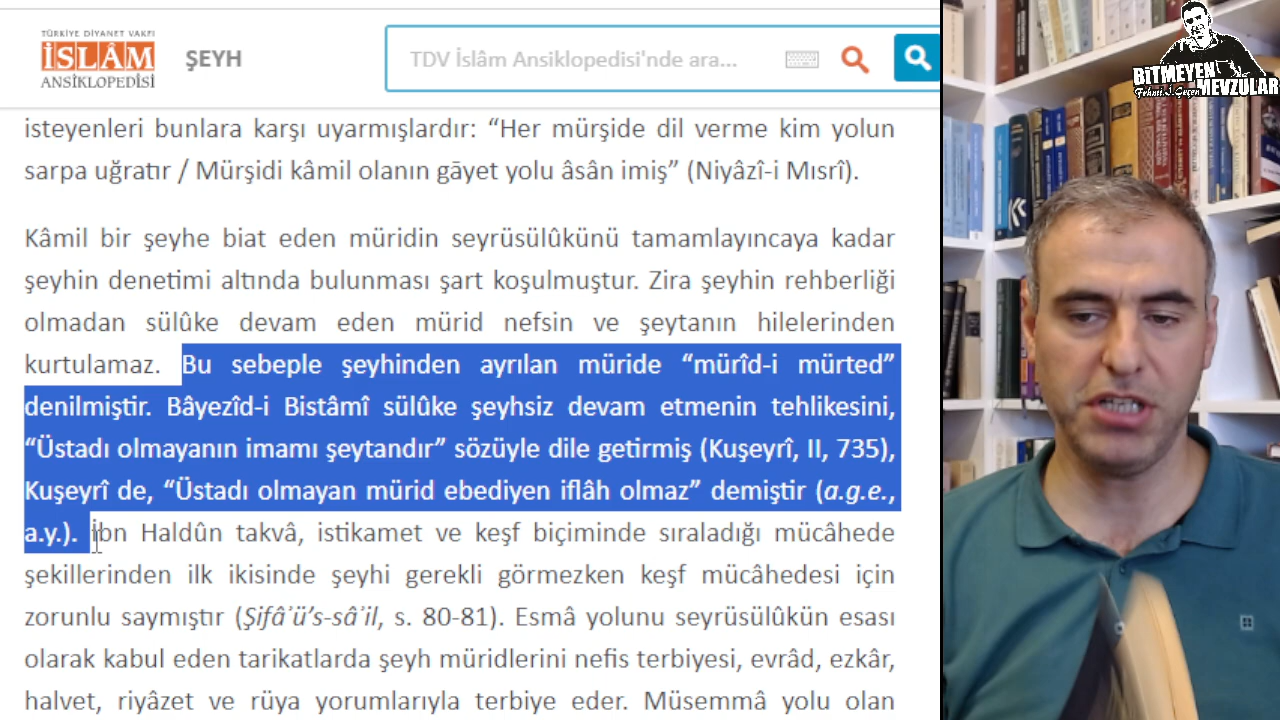 TÜRKİYE DİYANET VAKFI
İSLÂM
ANSİKLOPEDİSİ
ŞEYH
TDV İslâm Ansiklopedisi'nde ara...
BiTMEYEN
MEVZULAR
isteyenleri bunlara karşı uyarmışlardır: “Her mürşide dil verme kim yolun
sarpa uğratır / Mürşidi kâmil olanın gāyet yolu âsân imiş” (Niyâzî-i Mısrî).
Kâmil bir şeyhe biat eden müridin seyrüsülûkünü tamamlayıncaya kadar
şeyhin denetimi altında bulunması şart koşulmuştur. Zira şeyhin rehberliği
olmadan sülûke devam eden mürid nefsin ve şeytanın hilelerinden
kurtulamaz. Bu sebeple şeyhinden ayrılan müride “mürîd-i mürted”
denilmiştir. Bâyezîd-i Bistâmî sülûke şeyhsiz devam etmenin tehlikesini,
“Üstadı olmayanın imamı şeytandır” sözüyle dile getirmiş (Kuşeyrî, II, 735),
Kuşeyrî de, “Üstadı olmayan mürid ebediyen iflâh olmaz” demiştir (a.g.e.,
a.y.). İbn Haldûn takvâ, istikamet ve keşf biçiminde sıraladığı mücâhede
şekillerinden ilk ikisinde şeyhi gerekli görmezken keşf mücâhedesi için
zorunlu saymıştır (Şifâʾü’s-sâʾil, s. 80-81). Esmâ yolunu seyrüsülûkün esası
olarak kabul eden tarikatlarda şeyh müridlerini nefis terbiyesi, evrâd, ezkâr,
halvet, riyâzet ve rüya yorumlarıyla terbiye eder. Müsemmâ yolu olan